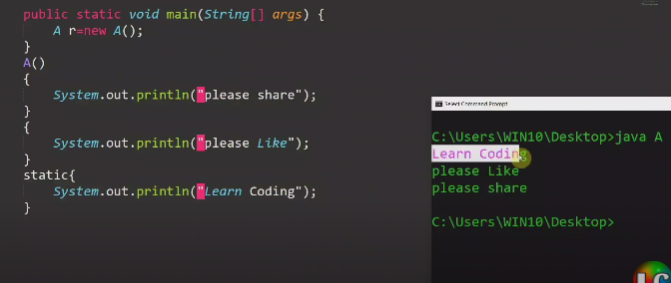 public static void main(String[] args) {
A r=new A();
}
A()
{
System.out.println("please share");
}
{
System.out.println("please Like");
}
static{
System.out.println("Learn Coding");
}
Select Command Prompt
C:\Users\WIN10\Desktop>java A
Learn Coding
please Like
please share
C:\Users\WIN10\Desktop>
LC